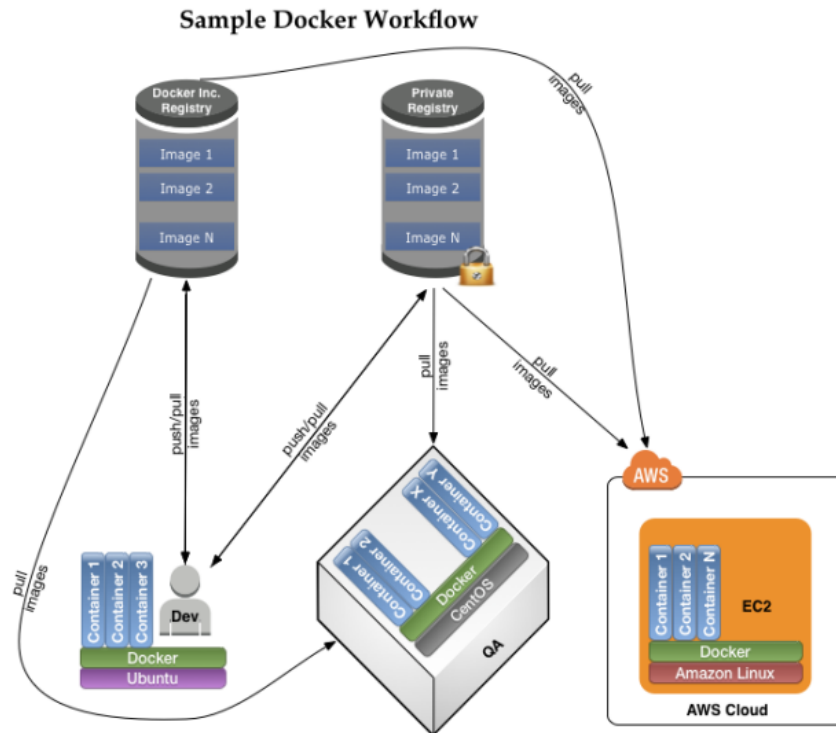 Sample Docker Workflow
Docker Inc.
Registry
Private
Registry
Image 1
Image 2
Image N
Image 1
Image 2
Image N
pull
images
push/pull
images
push/pull
images
pull
images
pull
images
pull
images
Container 1
Container 2
Container 3
Dev
Docker
Ubuntu
Container 1
Container 2
Container X
Container Y
Docker
CentOS
QA
AWS
Container 1
Container 2
Container N
EC2
Docker
Amazon Linux
AWS Cloud